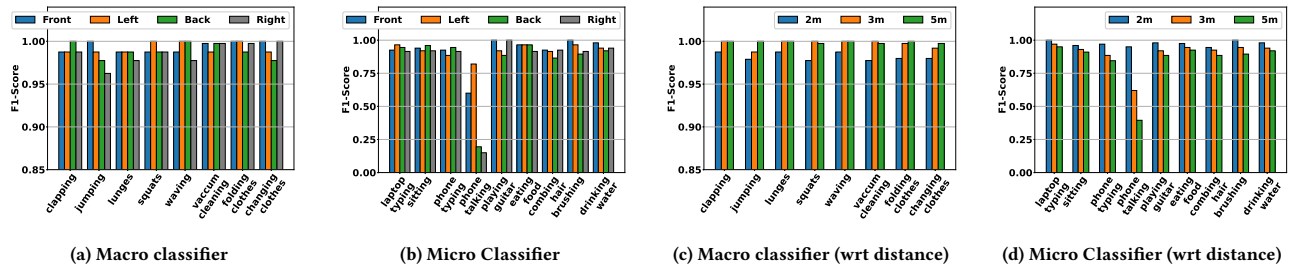 Front Left Back Right
1.00
0.95
0.90
0.85
F1-Score
clapping
jumping
lunges
squats
waving
vaccum
cleaning
folding
clothes
changing
clothes
(a) Macro classifier
Front Left Back Right
1.00
0.75
0.50
0.25
0.00
F1-Score
laptop
typing
sitting
phone
typing
phone
talking
playing
guitar
eating
food
combing
hair
brushing
drinking
water
(b) Micro Classifier
2m 3m 5m
1.00
0.95
0.90
0.85
F1-Score
clapping
jumping
lunges
squats
waving
vaccum
cleaning
folding
clothes
changing
clothes
(c) Macro classifier (wrt distance)
2m 3m 5m
1.00
0.75
0.50
0.25
0.00
F1-Score
laptop
typing
sitting
phone
typing
phone
talking
playing
guitar
eating
food
combing
hair
brushing
drinking
water
(d) Micro Classifier (wrt distance)